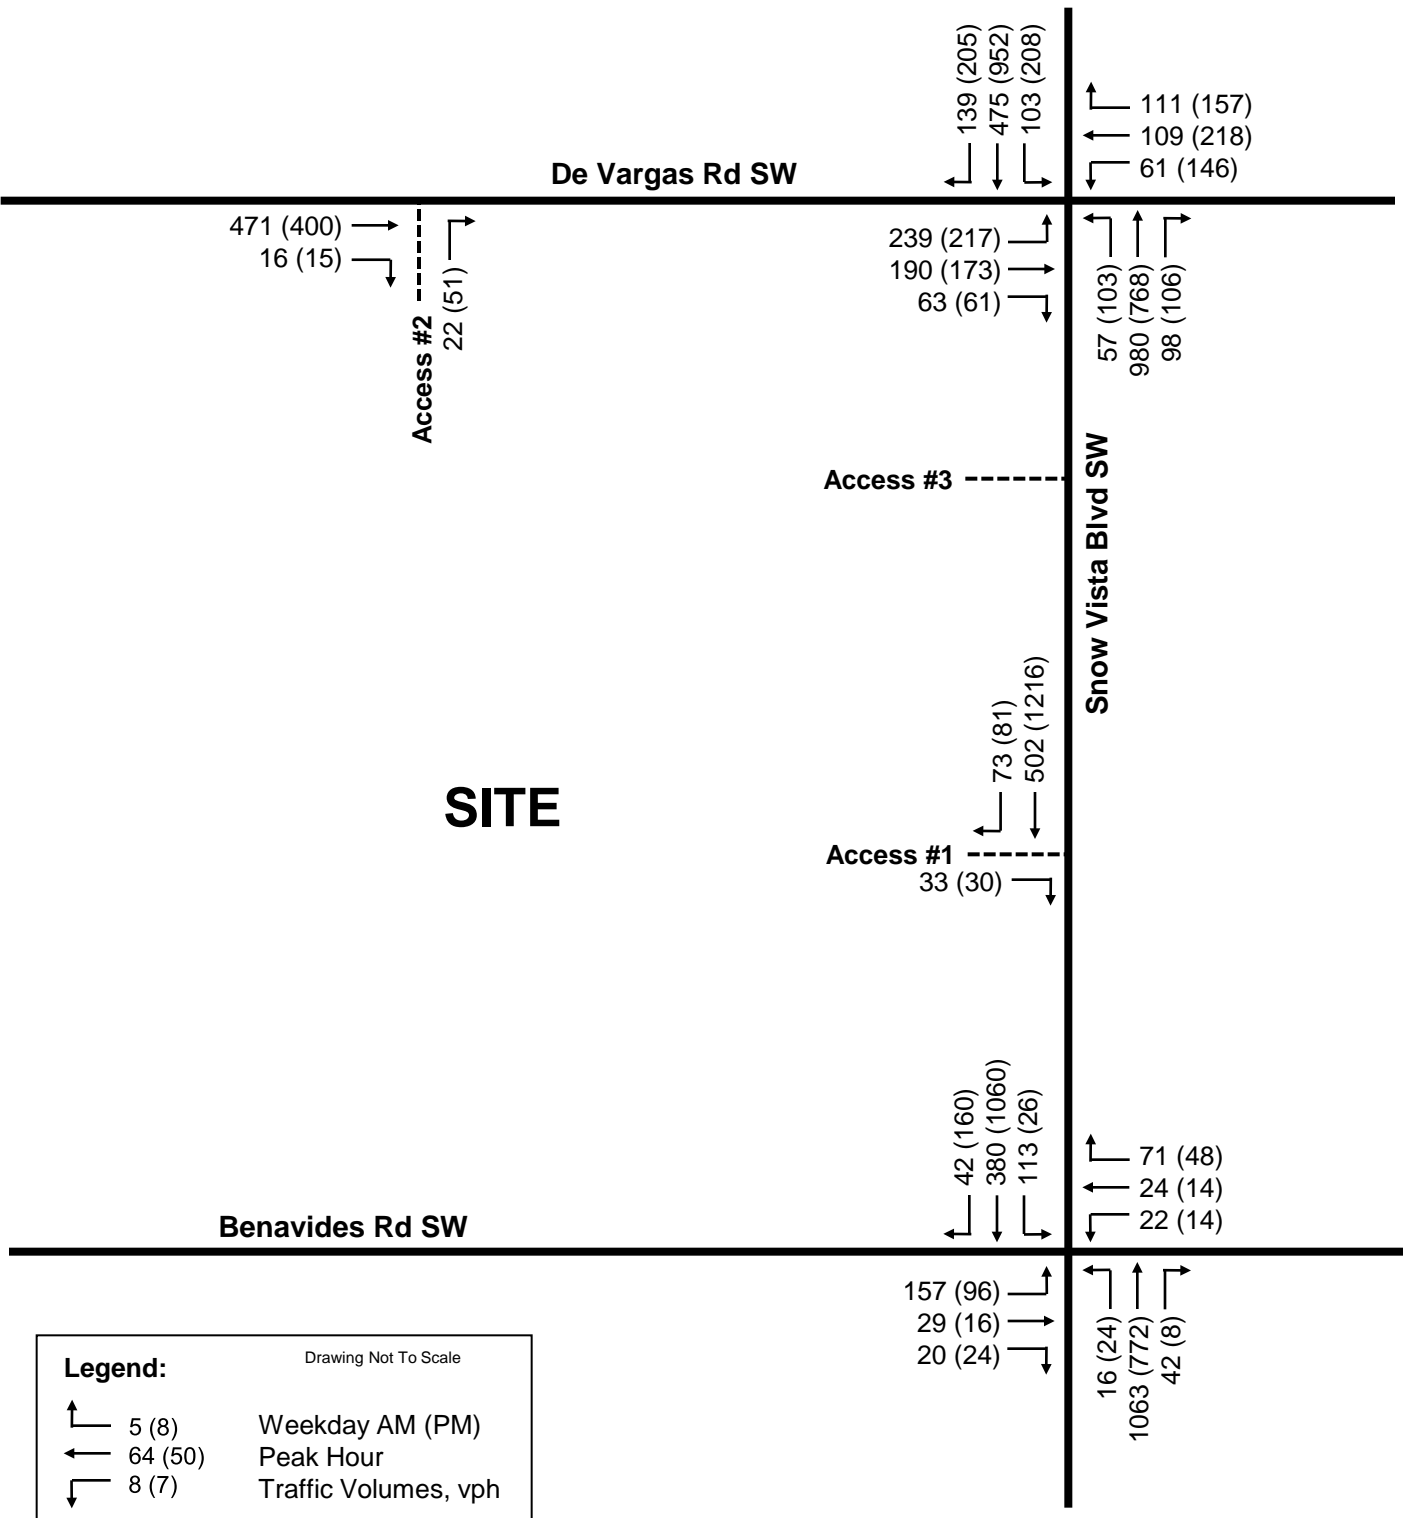 139 (205)
475 (952)
103 (208)
111 (157)
109 (218)
61 (146)
De Vargas Rd SW
471 (400)
16 (15)
22 (51)
Access #2
239 (217)
190 (173)
63 (61)
57 (103)
980 (768)
98 (106)
Access #3
Snow Vista Blvd SW
73 (81)
502 (1216)
SITE
Access #1
33 (30)
42 (160)
380 (1060)
113 (26)
71 (48)
24 (14)
22 (14)
Benavides Rd SW
157 (96)
29 (16)
20 (24)
16 (24)
1063 (772)
42 (8)
Legend:
Drawing Not To Scale
5 (8)
64 (50)
8 (7)
Weekday AM (PM)
Peak Hour
Traffic Volumes, vph